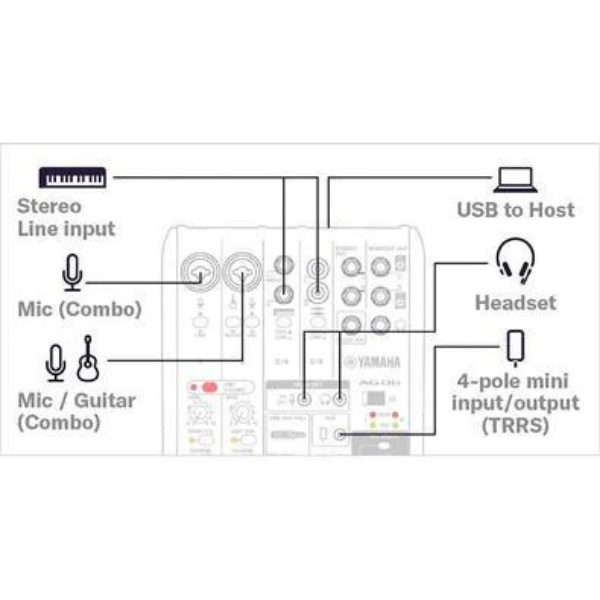 Stereo
Line input
USB to Host
Mic (Combo)
Headset
Mic / Guitar
(Combo)
YAMAHA
AG06
4-pole mini
input/output
(TRRS)